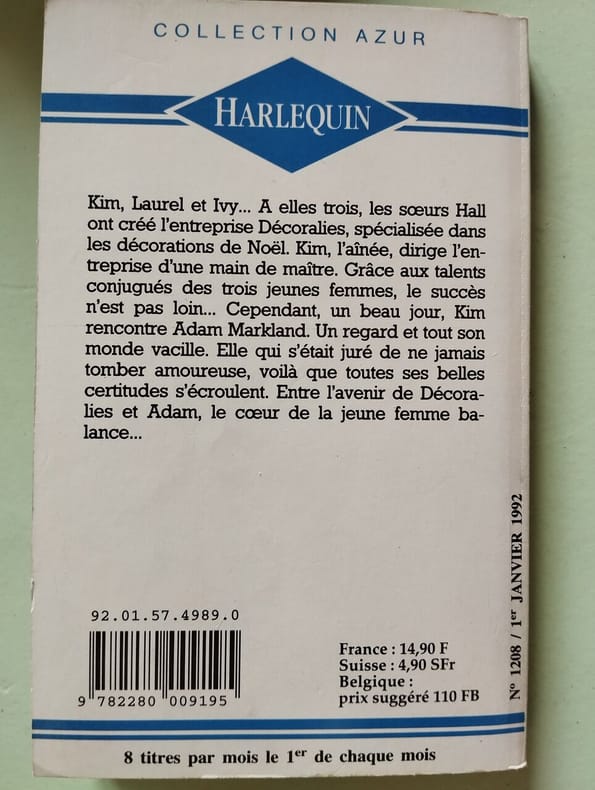 COLLECTION AZUR
HARLEQUIN
Kim, Laurel et Ivy... A elles trois, les sœurs Hall
ont créé l'entreprise Décoralies, spécialisée dans
les décorations de Noël. Kim, l'aînée, dirige l'en-
treprise d'une main de maître. Grâce aux talents
conjugués des trois jeunes femmes, le succès
n'est pas loin... Cependant, un beau jour, Kim
rencontre Adam Markland. Un regard et tout son
monde vacille. Elle qui s'était juré de ne jamais
tomber amoureuse, voilà que toutes ses belles
certitudes s'écroulent. Entre l'avenir de Décora-
lies et Adam, le cœur de la jeune femme ba-
lance...
92.01.57.4989.0
9 782280 009195
France : 14,90 F
Suisse : 4,90 SFr
Belgique :
prix suggéré 110 FB
N° 1208 / 1er JANVIER 1992
8 titres par mois le 1er de chaque mois